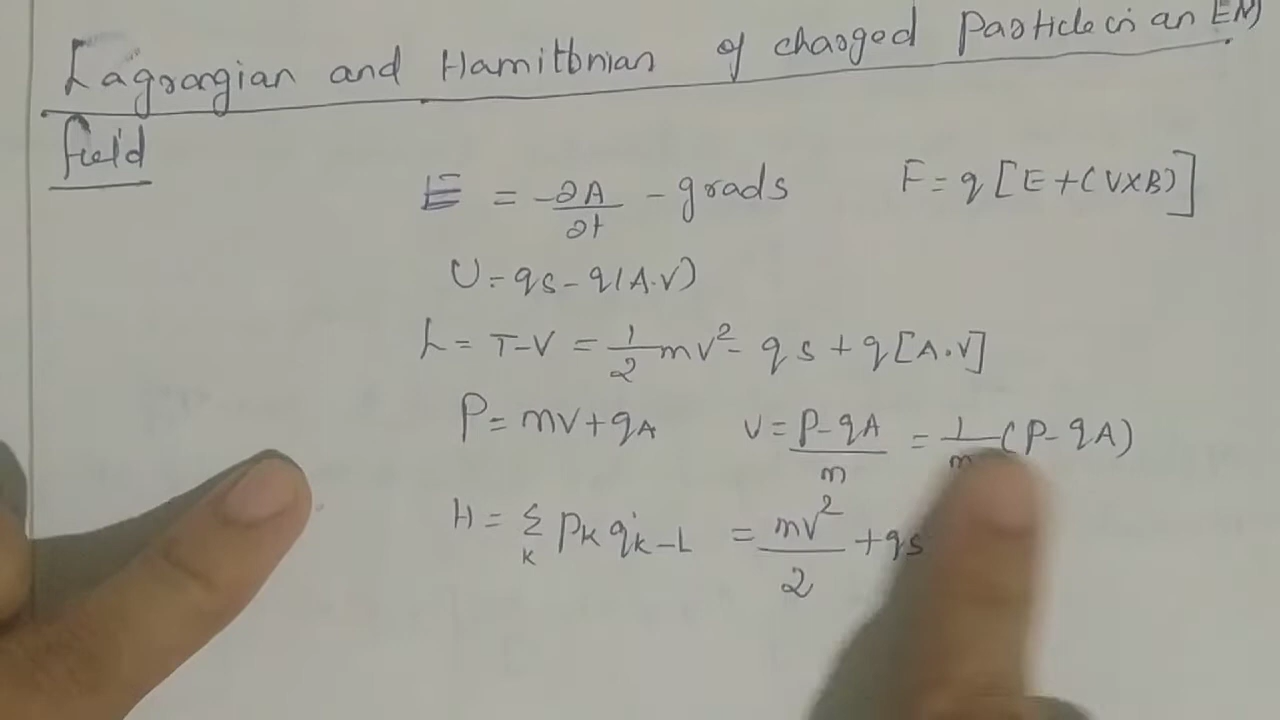 Lagrangian and Hamiltonian of charged Particle in an EM
field
E = -∂A/∂t - grads F = q[E+(V×B)]
U = qs - q(A.V)
L = T-V = 1/2 mv² - qs + q[A.V]
P = mv + qA V = P-qA/m = 1/m (P-qA)
H = Σ_k P_k q̇_k - L = mv²/2 + qs